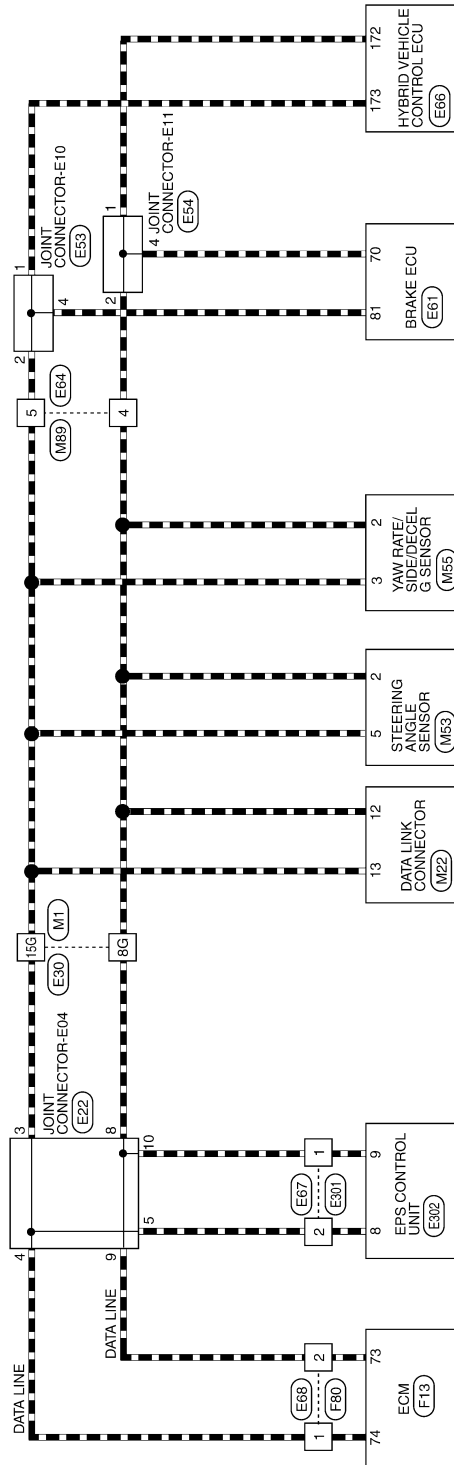 DATA LINE
DATA LINE
4
3
JOINT
CONNECTOR-E04
E22
9
8
5
10
15G
8G
E30
M1
5
4
M89
E64
2
1
JOINT
CONNECTOR-E10
E53
4
2
1
JOINT
CONNECTOR-E11
E54
4
1
2
E68
F80
2
1
E67
E301
74
73
ECM
F13
8
9
EPS CONTROL
UNIT
E302
13
12
DATA LINK
CONNECTOR
M22
5
2
STEERING
ANGLE
SENSOR
M53
3
2
YAW RATE/
SIDE/DECEL
G SENSOR
M55
81
70
BRAKE ECU
E61
173
172
HYBRID VEHICLE
CONTROL ECU
E66